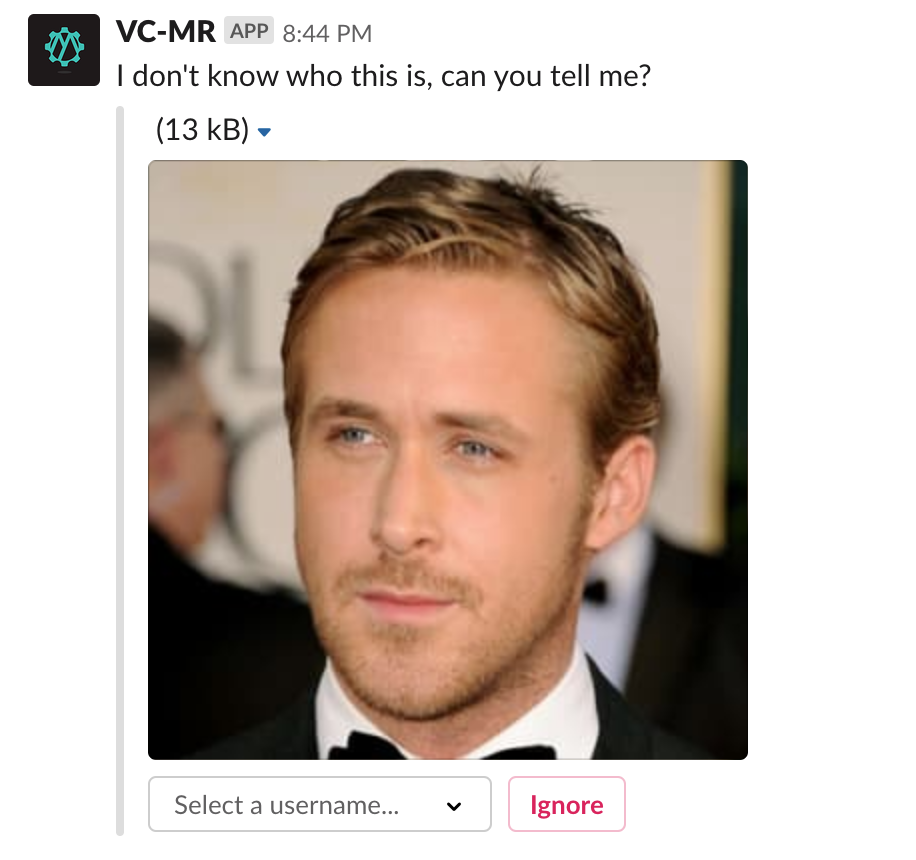 VC-MR APP 8:44 PM
I don't know who this is, can you tell me?
(13 kB)
OL
Select a username...
Ignore